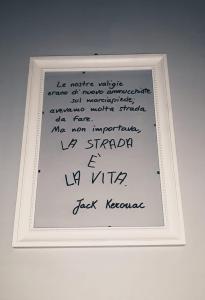 Le nostre valigie
erano di nuovo ammucchiate
sul marciapiede,
avevamo molta strada
da fare.
Ma non importava,
LA STRADA
È
LA VITA.
Jack Kerouac